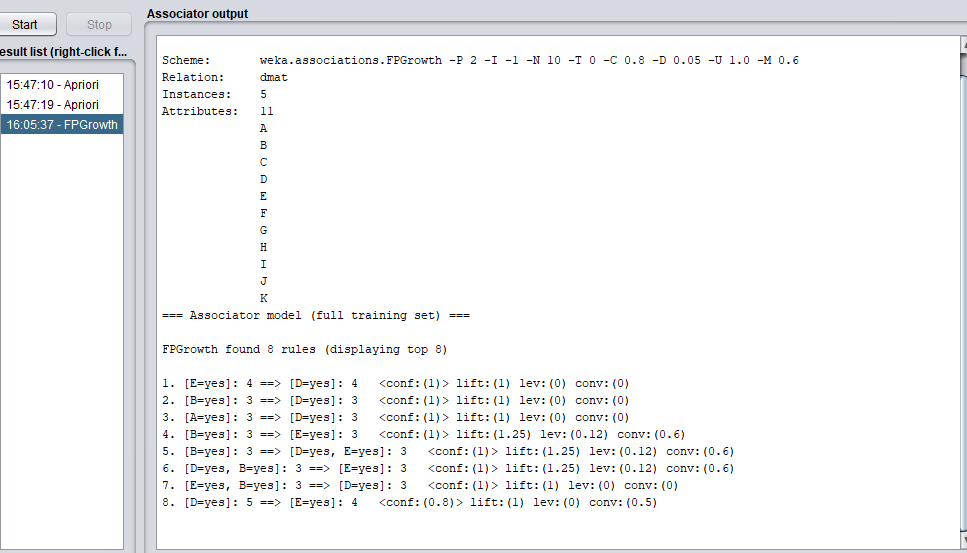 Associator output
Start
Stop
esult list (right-click f...
15:47:10 - Apriori
15:47:19 - Apriori
16:05:37 - FPGrowth
Scheme: weka.associations.FPGrowth -P 2 -I -1 -N 10 -T 0 -C 0.8 -D 0.05 -U 1.0 -M 0.6
Relation: dmat
Instances: 5
Attributes: 11
A
B
C
D
E
F
G
H
I
J
K
=== Associator model (full training set) ===
FPGrowth found 8 rules (displaying top 8)
1. [E=yes]: 4 ==> [D=yes]: 4 <conf:(1)> lift:(1) lev:(0) conv:(0)
2. [B=yes]: 3 ==> [D=yes]: 3 <conf:(1)> lift:(1) lev:(0) conv:(0)
3. [A=yes]: 3 ==> [D=yes]: 3 <conf:(1)> lift:(1) lev:(0) conv:(0)
4. [B=yes]: 3 ==> [E=yes]: 3 <conf:(1)> lift:(1.25) lev:(0.12) conv:(0.6)
5. [B=yes]: 3 ==> [D=yes, E=yes]: 3 <conf:(1)> lift:(1.25) lev:(0.12) conv:(0.6)
6. [D=yes, B=yes]: 3 ==> [E=yes]: 3 <conf:(1)> lift:(1.25) lev:(0.12) conv:(0.6)
7. [E=yes, B=yes]: 3 ==> [D=yes]: 3 <conf:(1)> lift:(1) lev:(0) conv:(0)
8. [D=yes]: 5 ==> [E=yes]: 4 <conf:(0.8)> lift:(1) lev:(0) conv:(0.5)